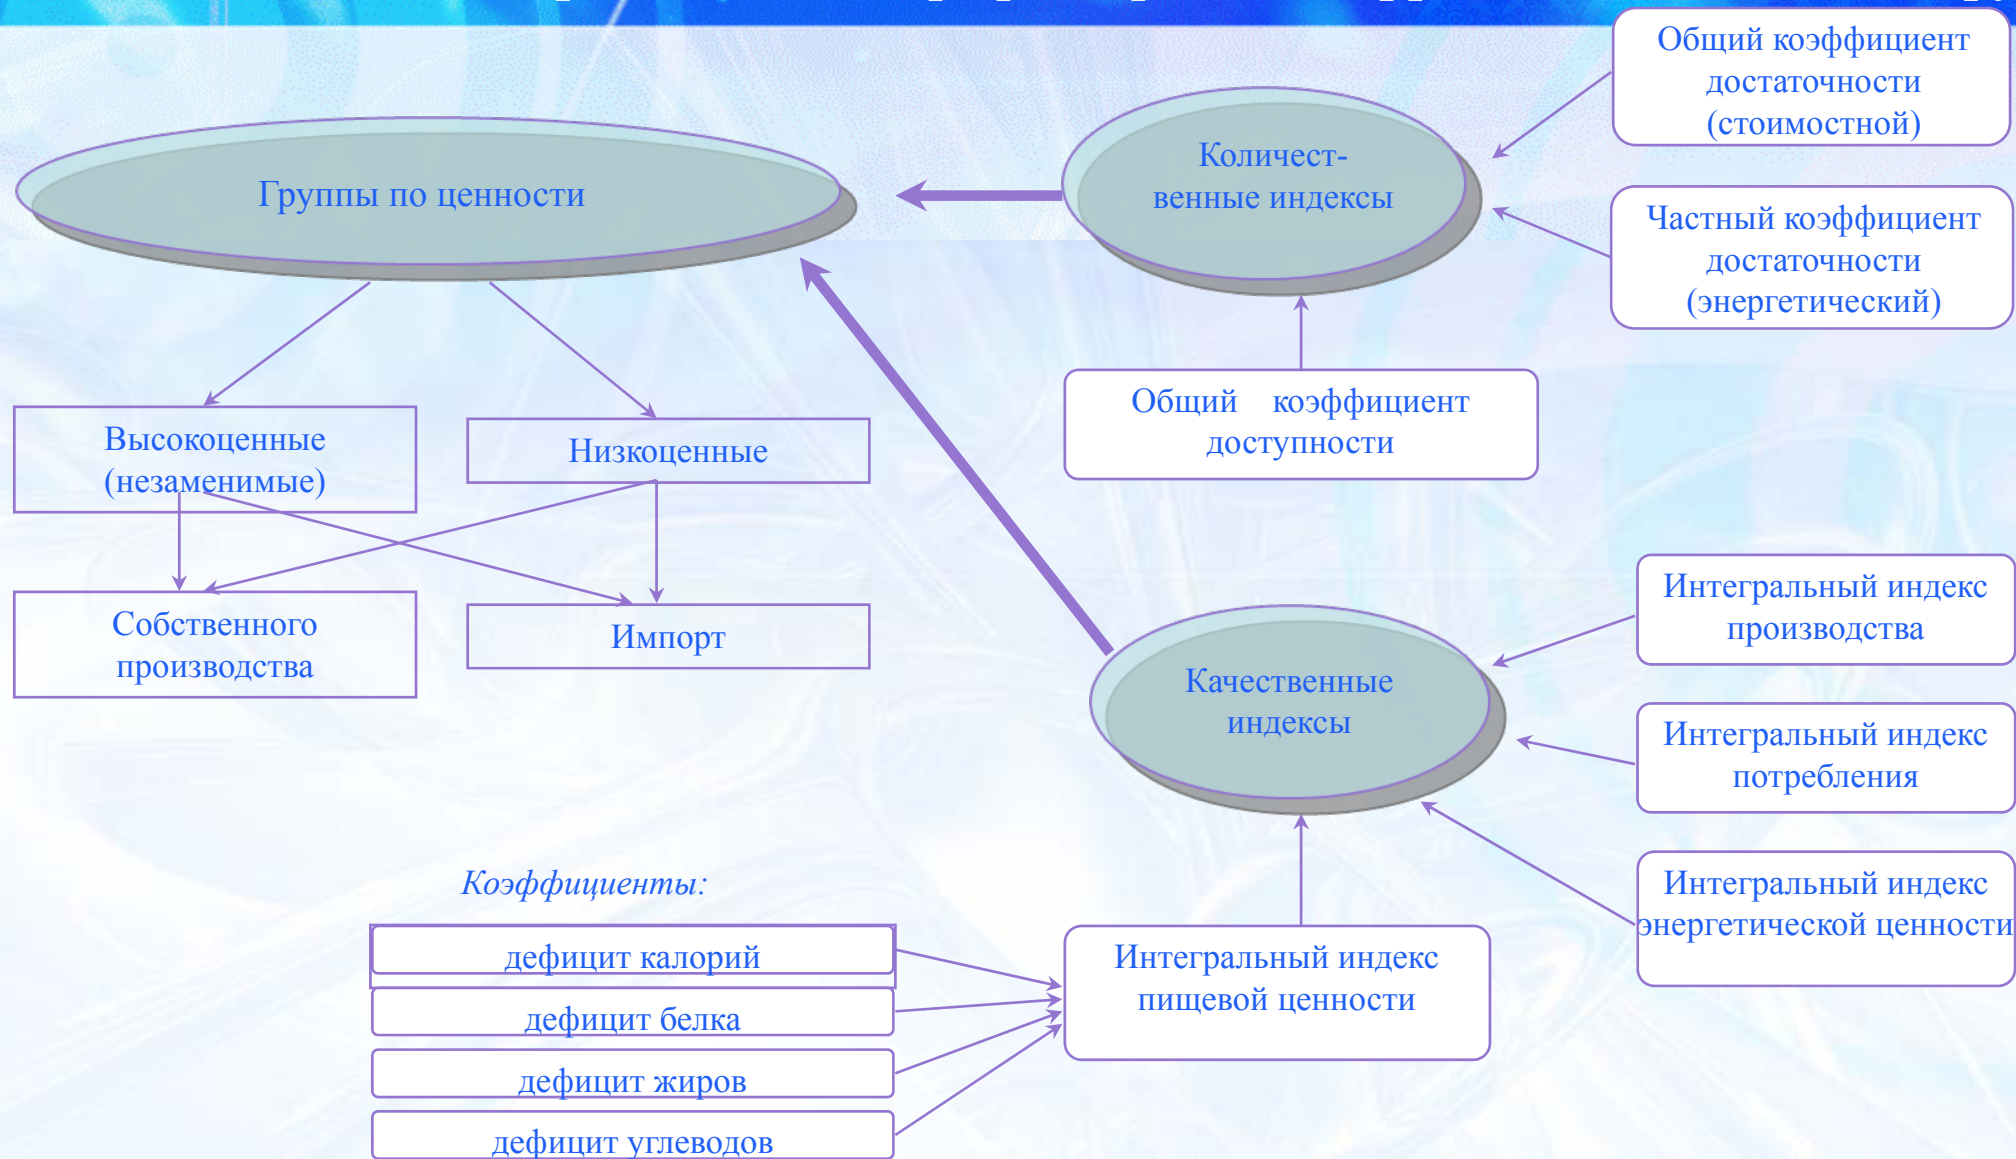 Общий коэффициент
достаточности
(стоимостной)
Количест-
венные индексы
Группы по ценности
Частный коэффициент
достаточности
(энергетический)
Общий коэффициент
доступности
Высокоценные
(незаменимые)
Низкоценные
Собственного
производства
Импорт
Интегральный индекс
производства
Качественные
индексы
Интегральный индекс
потребления
Интегральный индекс
энергетической ценности
Коэффициенты:
дефицит калорий
дефицит белка
дефицит жиров
дефицит углеводов
Интегральный индекс
пищевой ценности